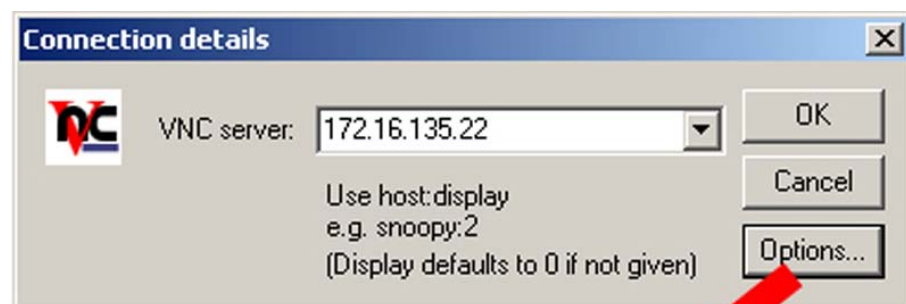 Connection details
VNC
VNC server:
172.16.135.22
OK
Use host:display
Cancel
e.g. snoopy:2
(Display defaults to 0 if not given)
Options...